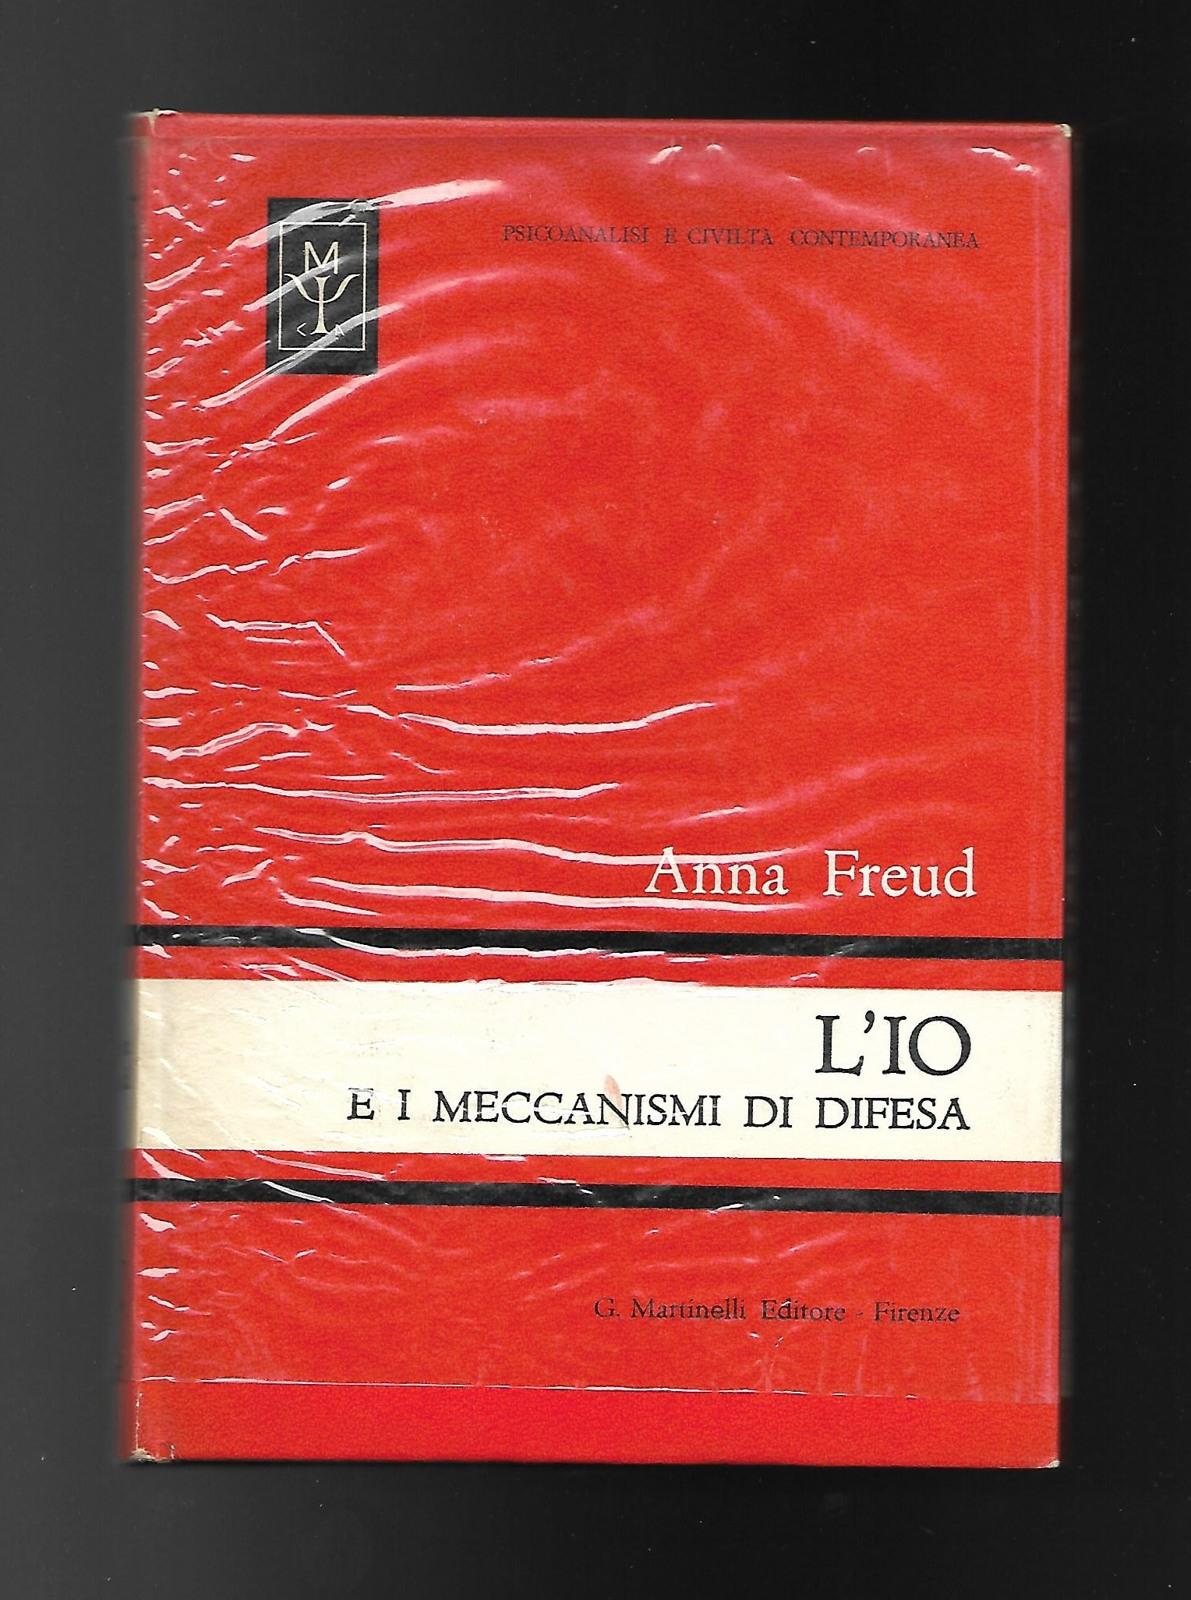 M
Ψ
< A
PSICOANALISI E CIVILTÀ CONTEMPORANEA
Anna Freud
L'IO
E I MECCANISMI DI DIFESA
G. Martinelli Editore - Firenze